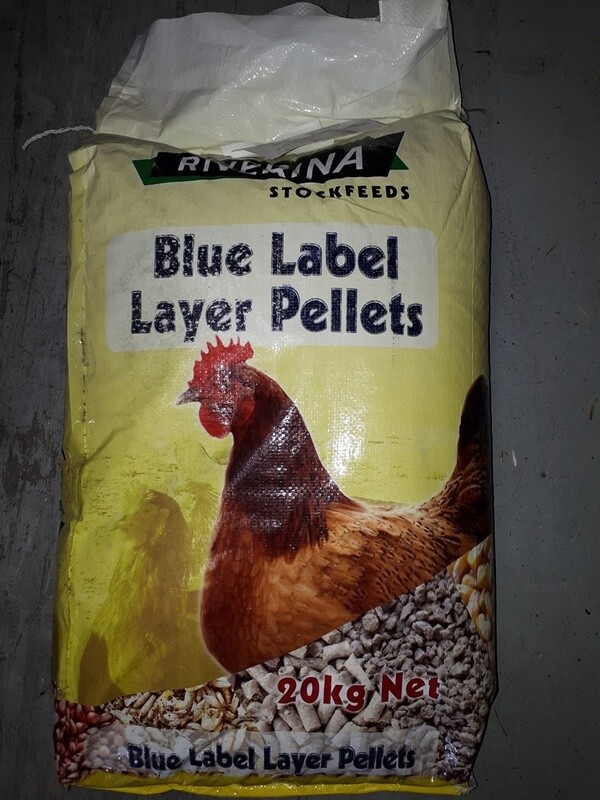 RIVERINA
STOCKFEEDS
Blue Label
Layer Pellets
20kg Net
Blue Label Layer Pellets